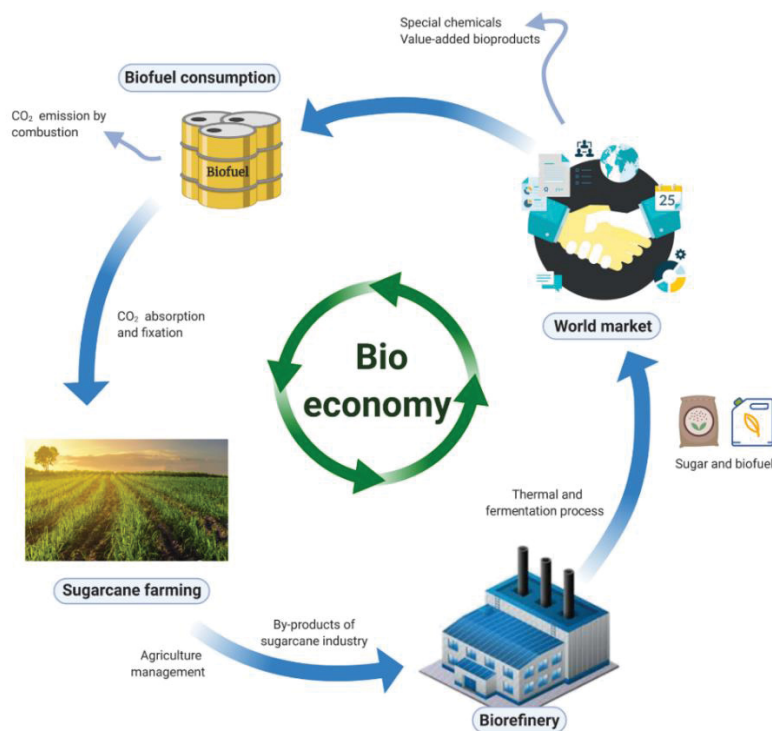 Special chemicals
Value-added bioproducts
Biofuel consumption
CO₂ emission by
combustion
Biofuel
25
World market
CO₂ absorption
and fixation
Bio
economy
Sugar and biofuel
Thermal and
fermentation process
Sugarcane farming
By-products of
sugarcane industry
Agriculture
management
Biorefinery